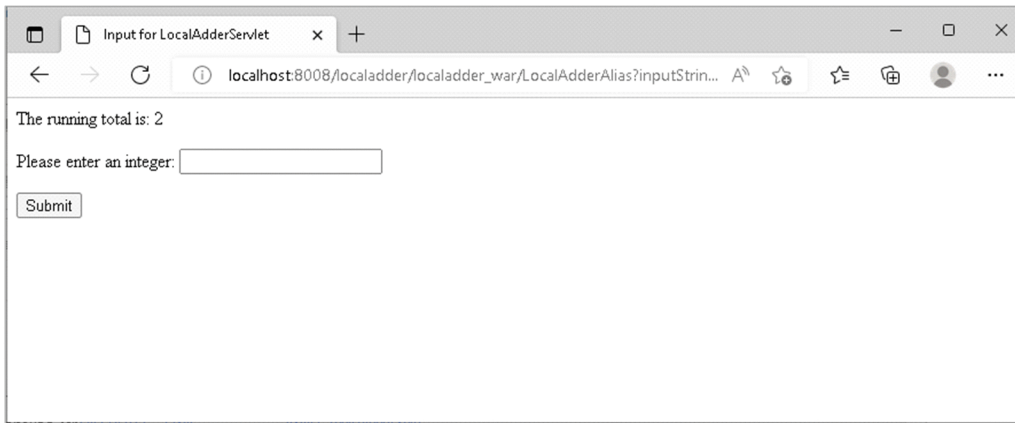 Input for LocalAdderServlet
localhost:8008/localadder/localadder_war/LocalAdderAlias?inputStrin...
The running total is: 2
Please enter an integer:
Submit